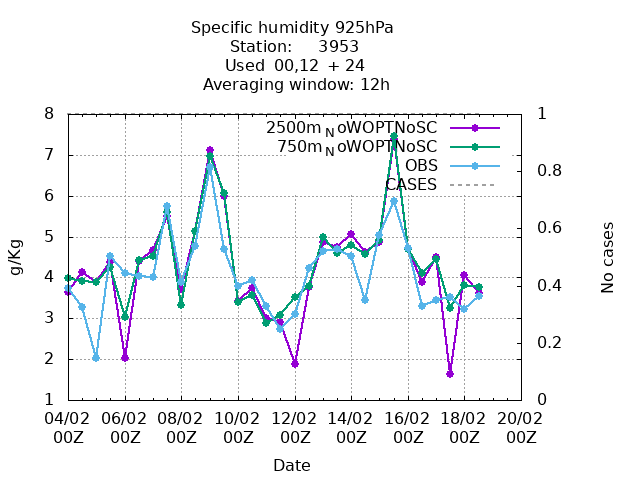 Specific humidity 925hPa
Station: 3953
Used 00,12 + 24
Averaging window: 12h
8 1
2500m NoWOPTNoSC
7 750mNoWOPTNoSC
OBS 0.8
CASES
6
0.6
5
g/Kg No cases
4 0.4
3
0.2
2
1 0
04/02 06/02 08/02 10/02 12/02 14/02 16/02 18/02 20/02
00Z 00Z 00Z 00Z 00Z 00Z 00Z 00Z 00Z
Date